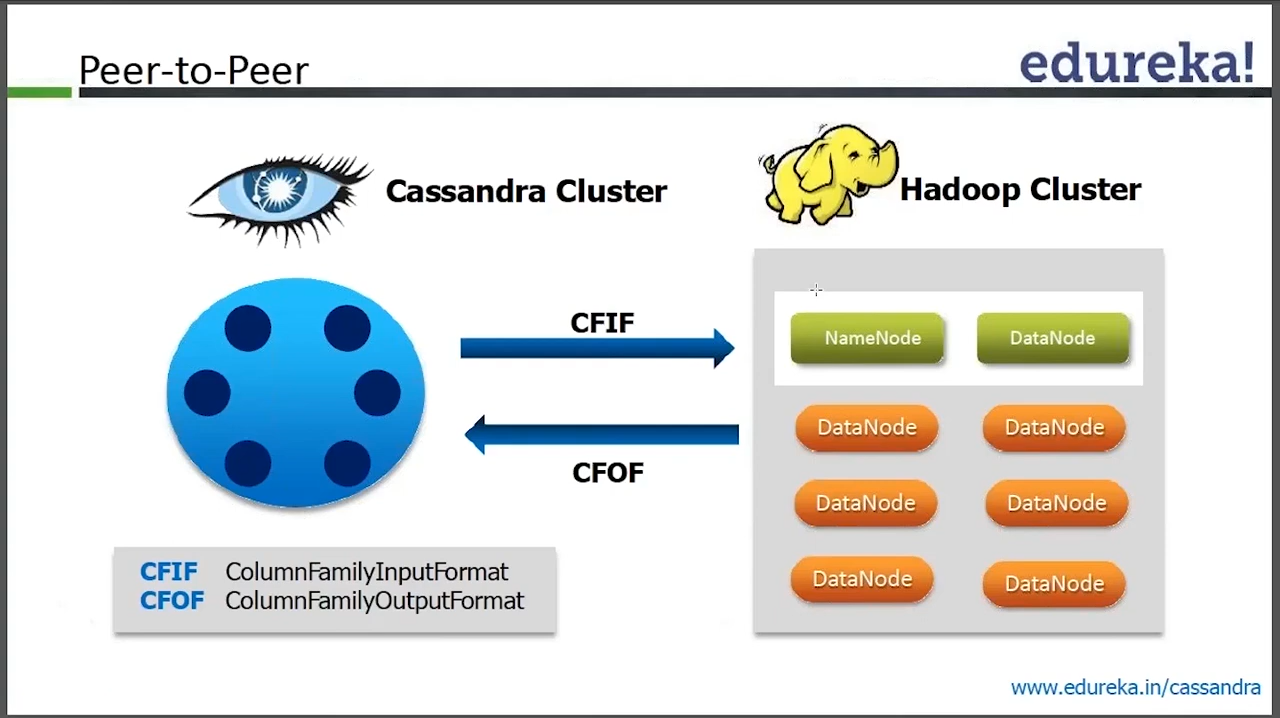 Peer-to-Peer
edureka!
Cassandra Cluster
Hadoop Cluster
CFIF
CFOF
NameNode
DataNode
DataNode
DataNode
DataNode
DataNode
DataNode
DataNode
CFIF ColumnFamilyInputFormat
CFOF ColumnFamilyOutputFormat
www.edureka.in/cassandra